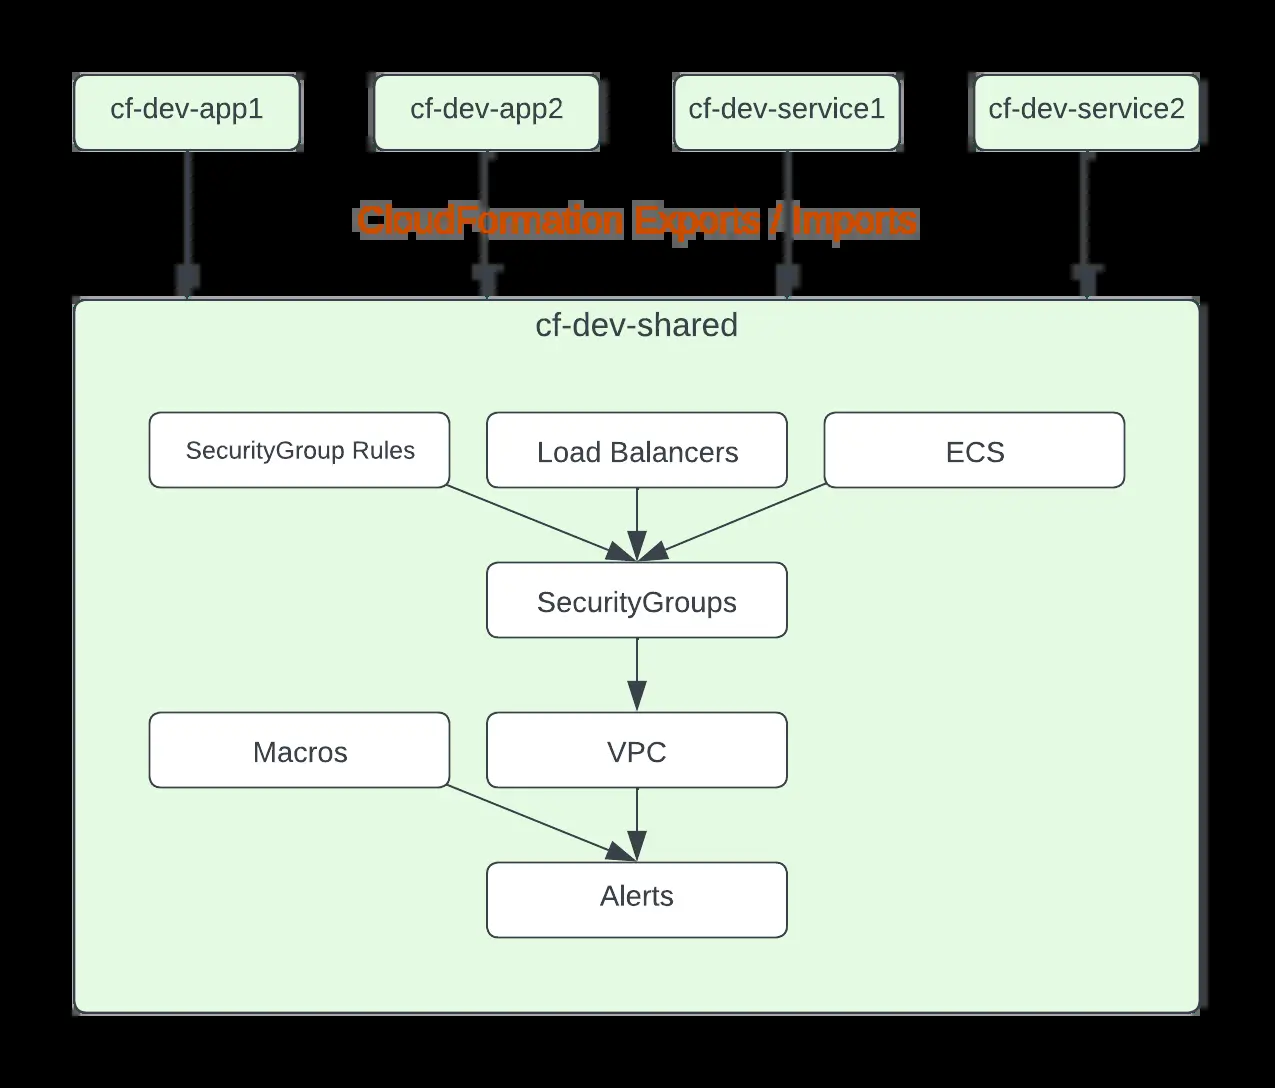 cf-dev-app1
cf-dev-app2
cf-dev-service1
cf-dev-service2
CloudFormation Exports / Imports
cf-dev-shared
SecurityGroup Rules
Load Balancers
ECS
SecurityGroups
Macros
VPC
Alerts